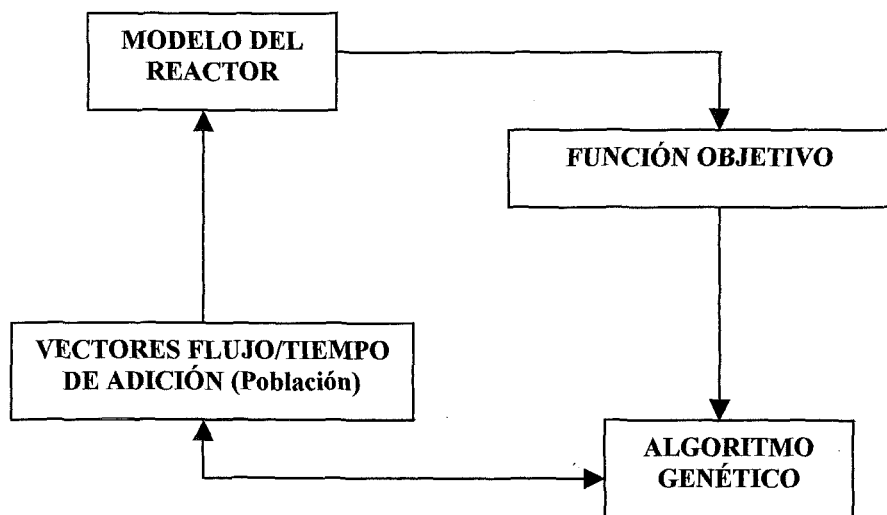 MODELO DEL
REACTOR
FUNCIÓN OBJETIVO
VECTORES FLUJO/TIEMPO
DE ADICIÓN (Población)
ALGORITMO
GENÉTICO